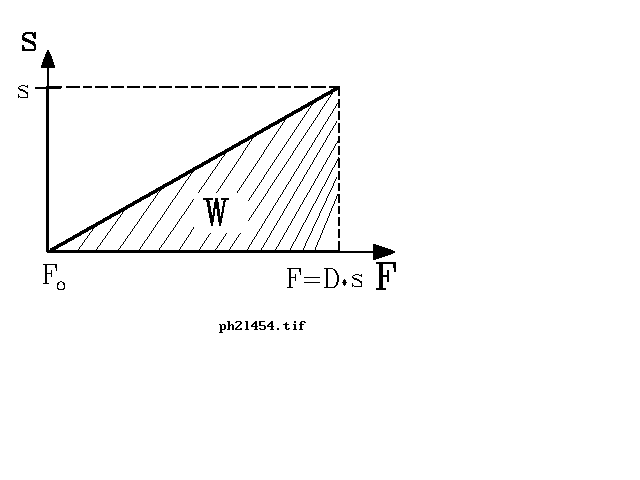 S
s
W
F₀
F=D·s F
ph21454.tif